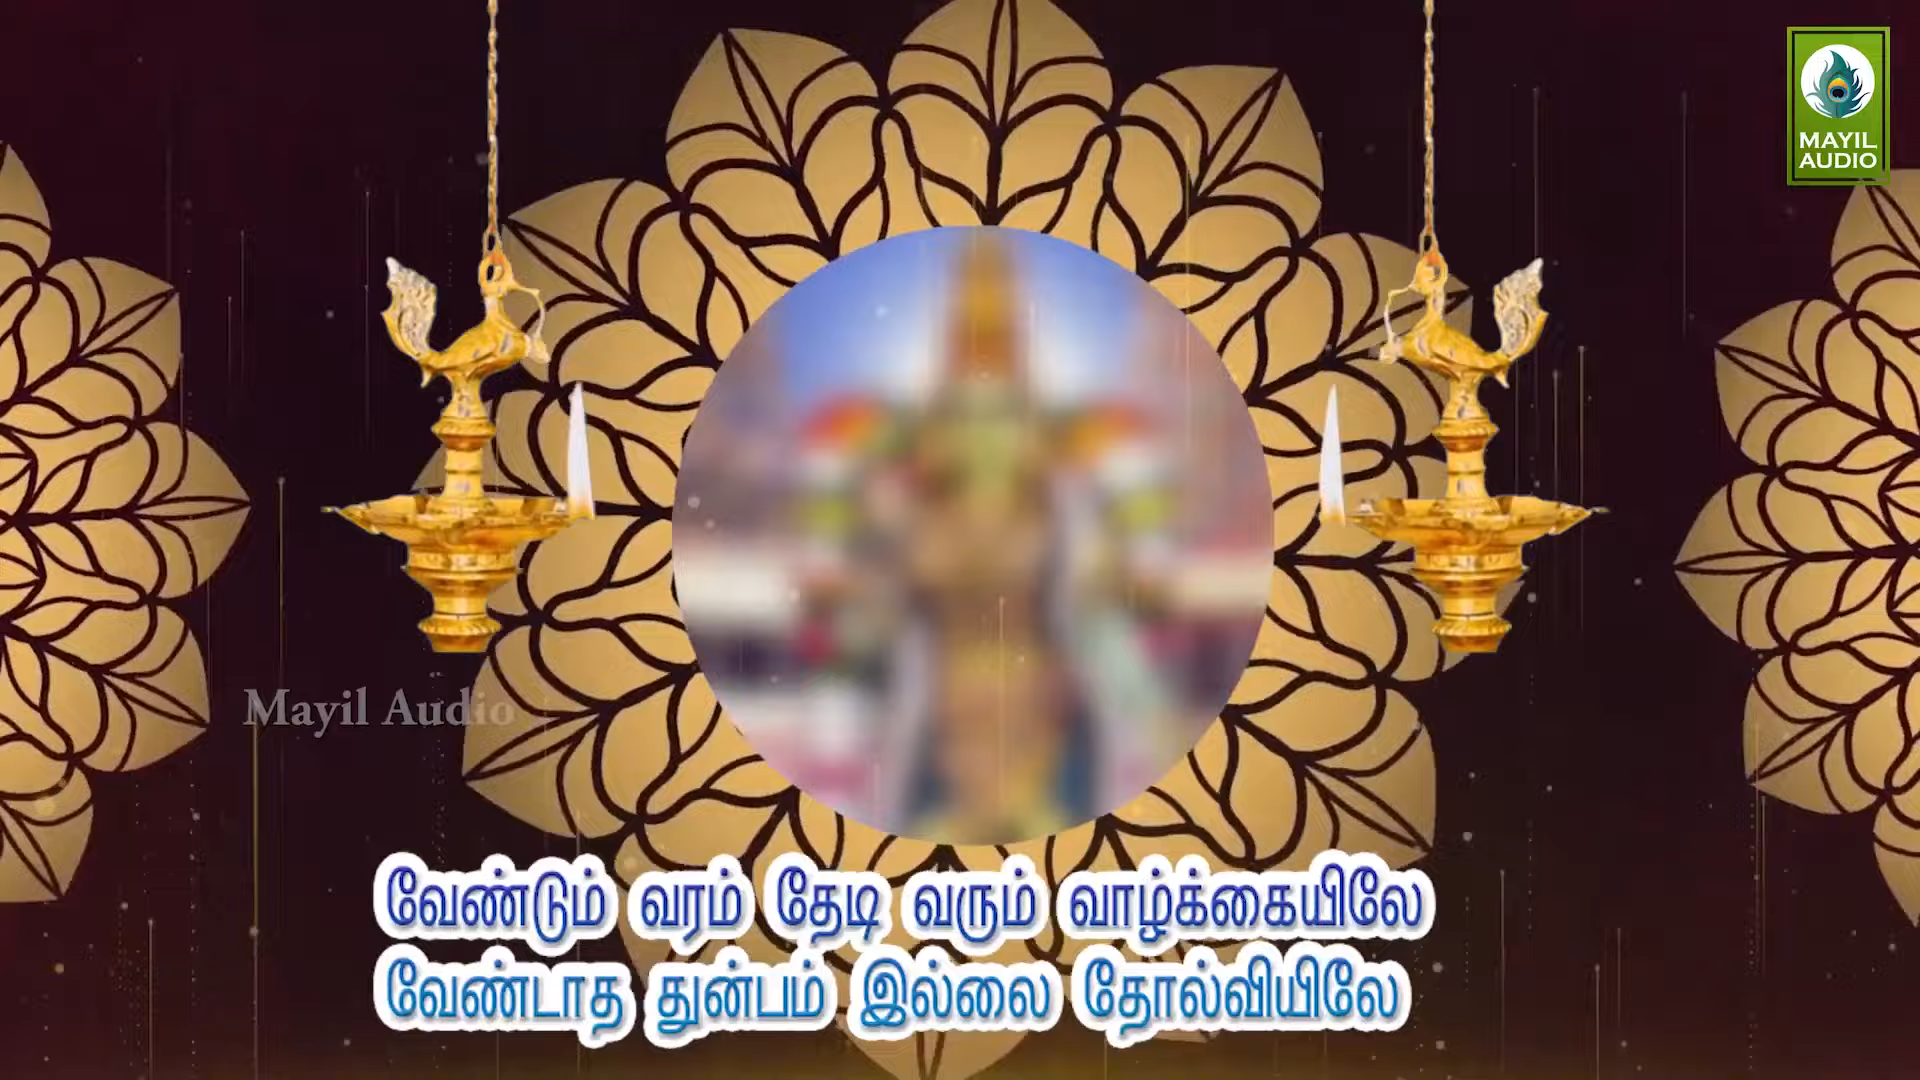 MAYIL
AUDIO
Mayil Audio
வேண்டும் வரம் தேடி வரும் வாழ்க்கையிலே
வேண்டாத துன்பம் இல்லை தோல்வியிலே